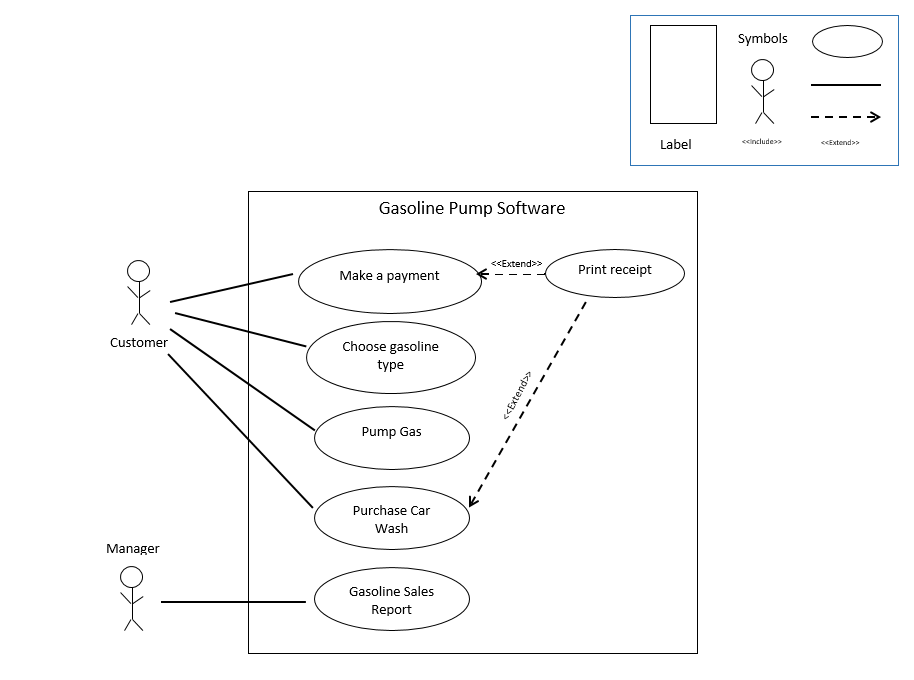 Symbols
Label
<<Include>>
<<Extend>>
Gasoline Pump Software
Make a payment
<<Extend>>
Print receipt
Customer
Choose gasoline
type
<<Extend>>
Pump Gas
Purchase Car
Wash
Manager
Gasoline Sales
Report